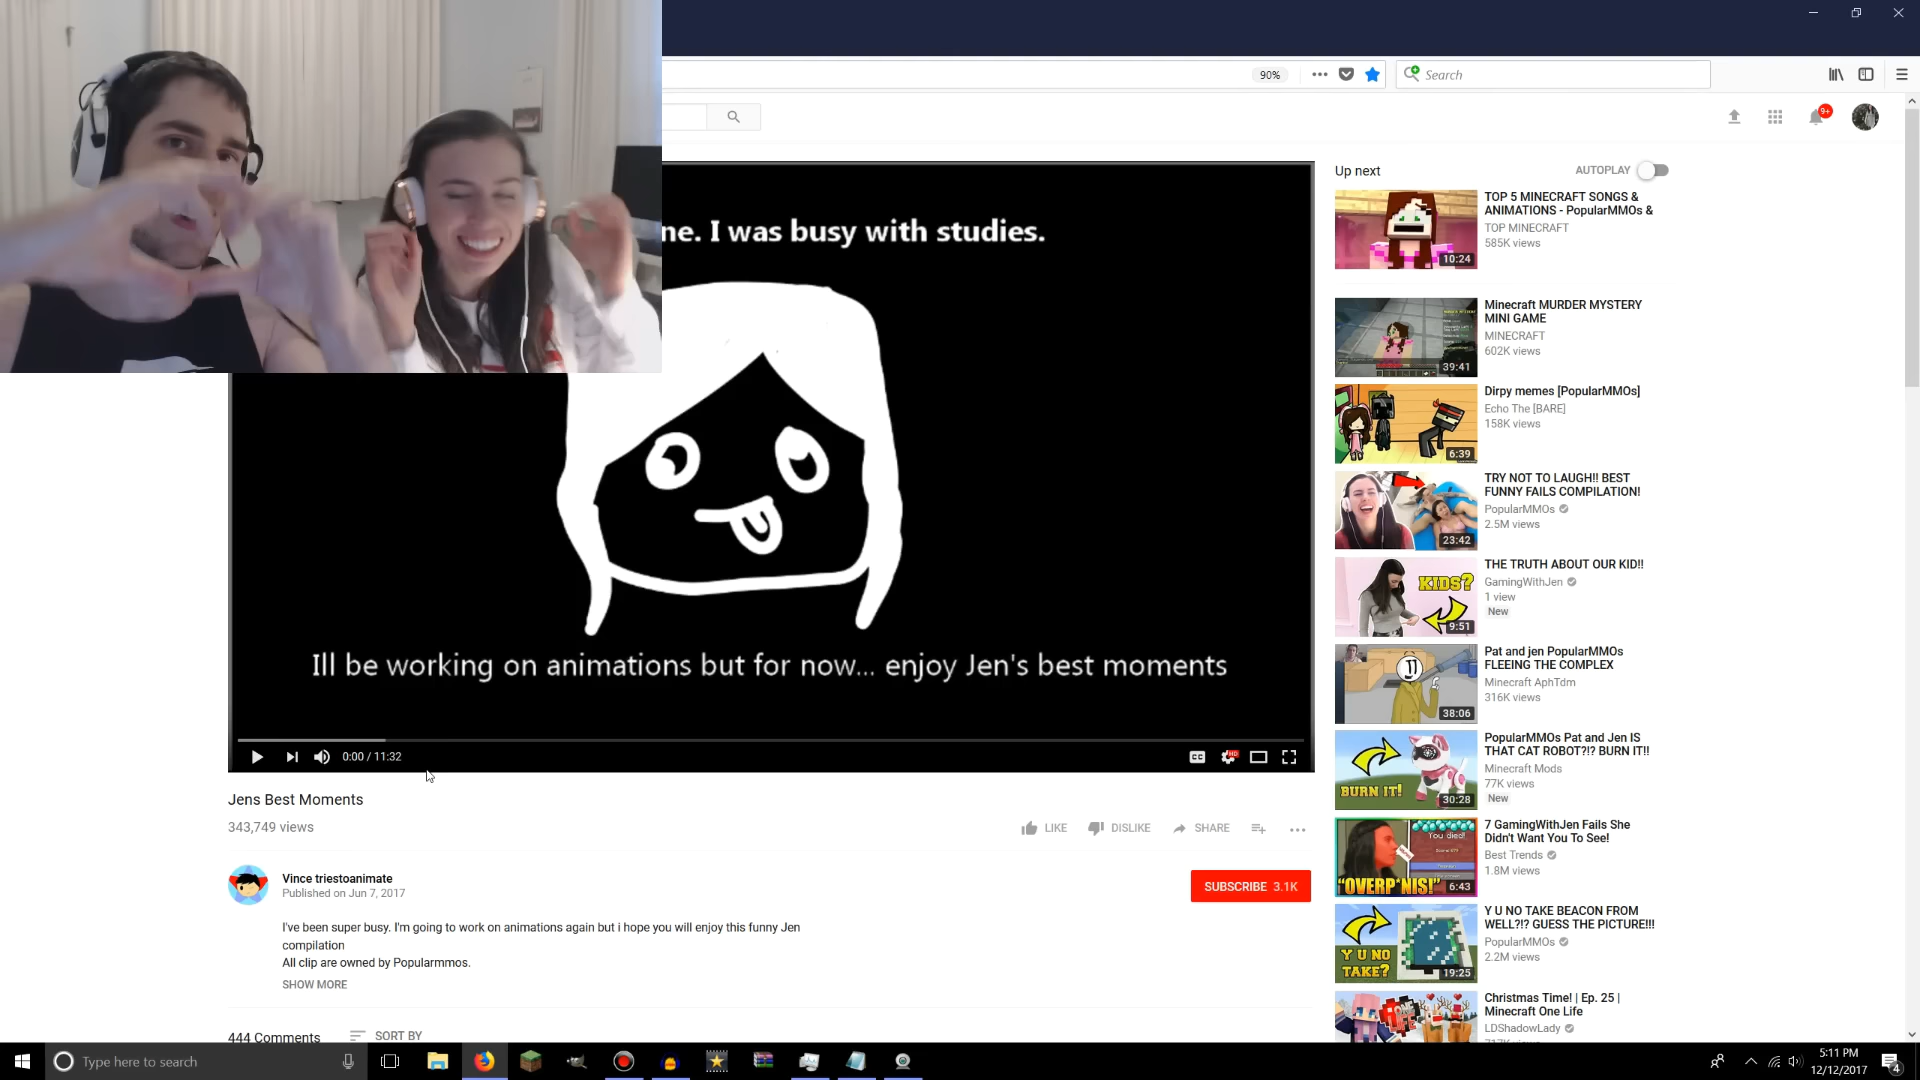 90%
Search
9+
ne. I was busy with studies.
Ill be working on animations but for now... enjoy Jen's best moments
0:00 / 11:32
HD
Jens Best Moments
343,749 views
LIKE
DISLIKE
SHARE
Vince triestoanimate
Published on Jun 7, 2017
SUBSCRIBE 3.1K
I've been super busy. I'm going to work on animations again but i hope you will enjoy this funny Jen
compilation
All clip are owned by Popularmmos.
SHOW MORE
444 Comments
SORT BY
Up next
AUTOPLAY
10:24
TOP 5 MINECRAFT SONGS &
ANIMATIONS - PopularMMOs &
TOP MINECRAFT
585K views
39:41
Minecraft MURDER MYSTERY
MINI GAME
MINECRAFT
602K views
6:39
Dirpy memes [PopularMMOs]
Echo The [BARE]
158K views
23:42
TRY NOT TO LAUGH!! BEST
FUNNY FAILS COMPILATION!
PopularMMOs
2.5M views
KIDS?
9:51
THE TRUTH ABOUT OUR KID!!
GamingWithJen
1 view
New
38:06
Pat and jen PopularMMOs
FLEEING THE COMPLEX
Minecraft AphTdm
316K views
BURN IT!
30:28
PopularMMOs Pat and Jen IS
THAT CAT ROBOT?!? BURN IT!!
Minecraft Mods
77K views
New
You died!
"OVERP*NIS!"
6:43
7 GamingWithJen Fails She
Didn't Want You To See!
Best Trends
1.8M views
Y U NO
TAKE?
19:25
Y U NO TAKE BEACON FROM
WELL?!? GUESS THE PICTURE!!!
PopularMMOs
2.2M views
Christmas Time! | Ep. 25 |
Minecraft One Life
LDShadowLady
Type here to search
5:11 PM
12/12/2017
4